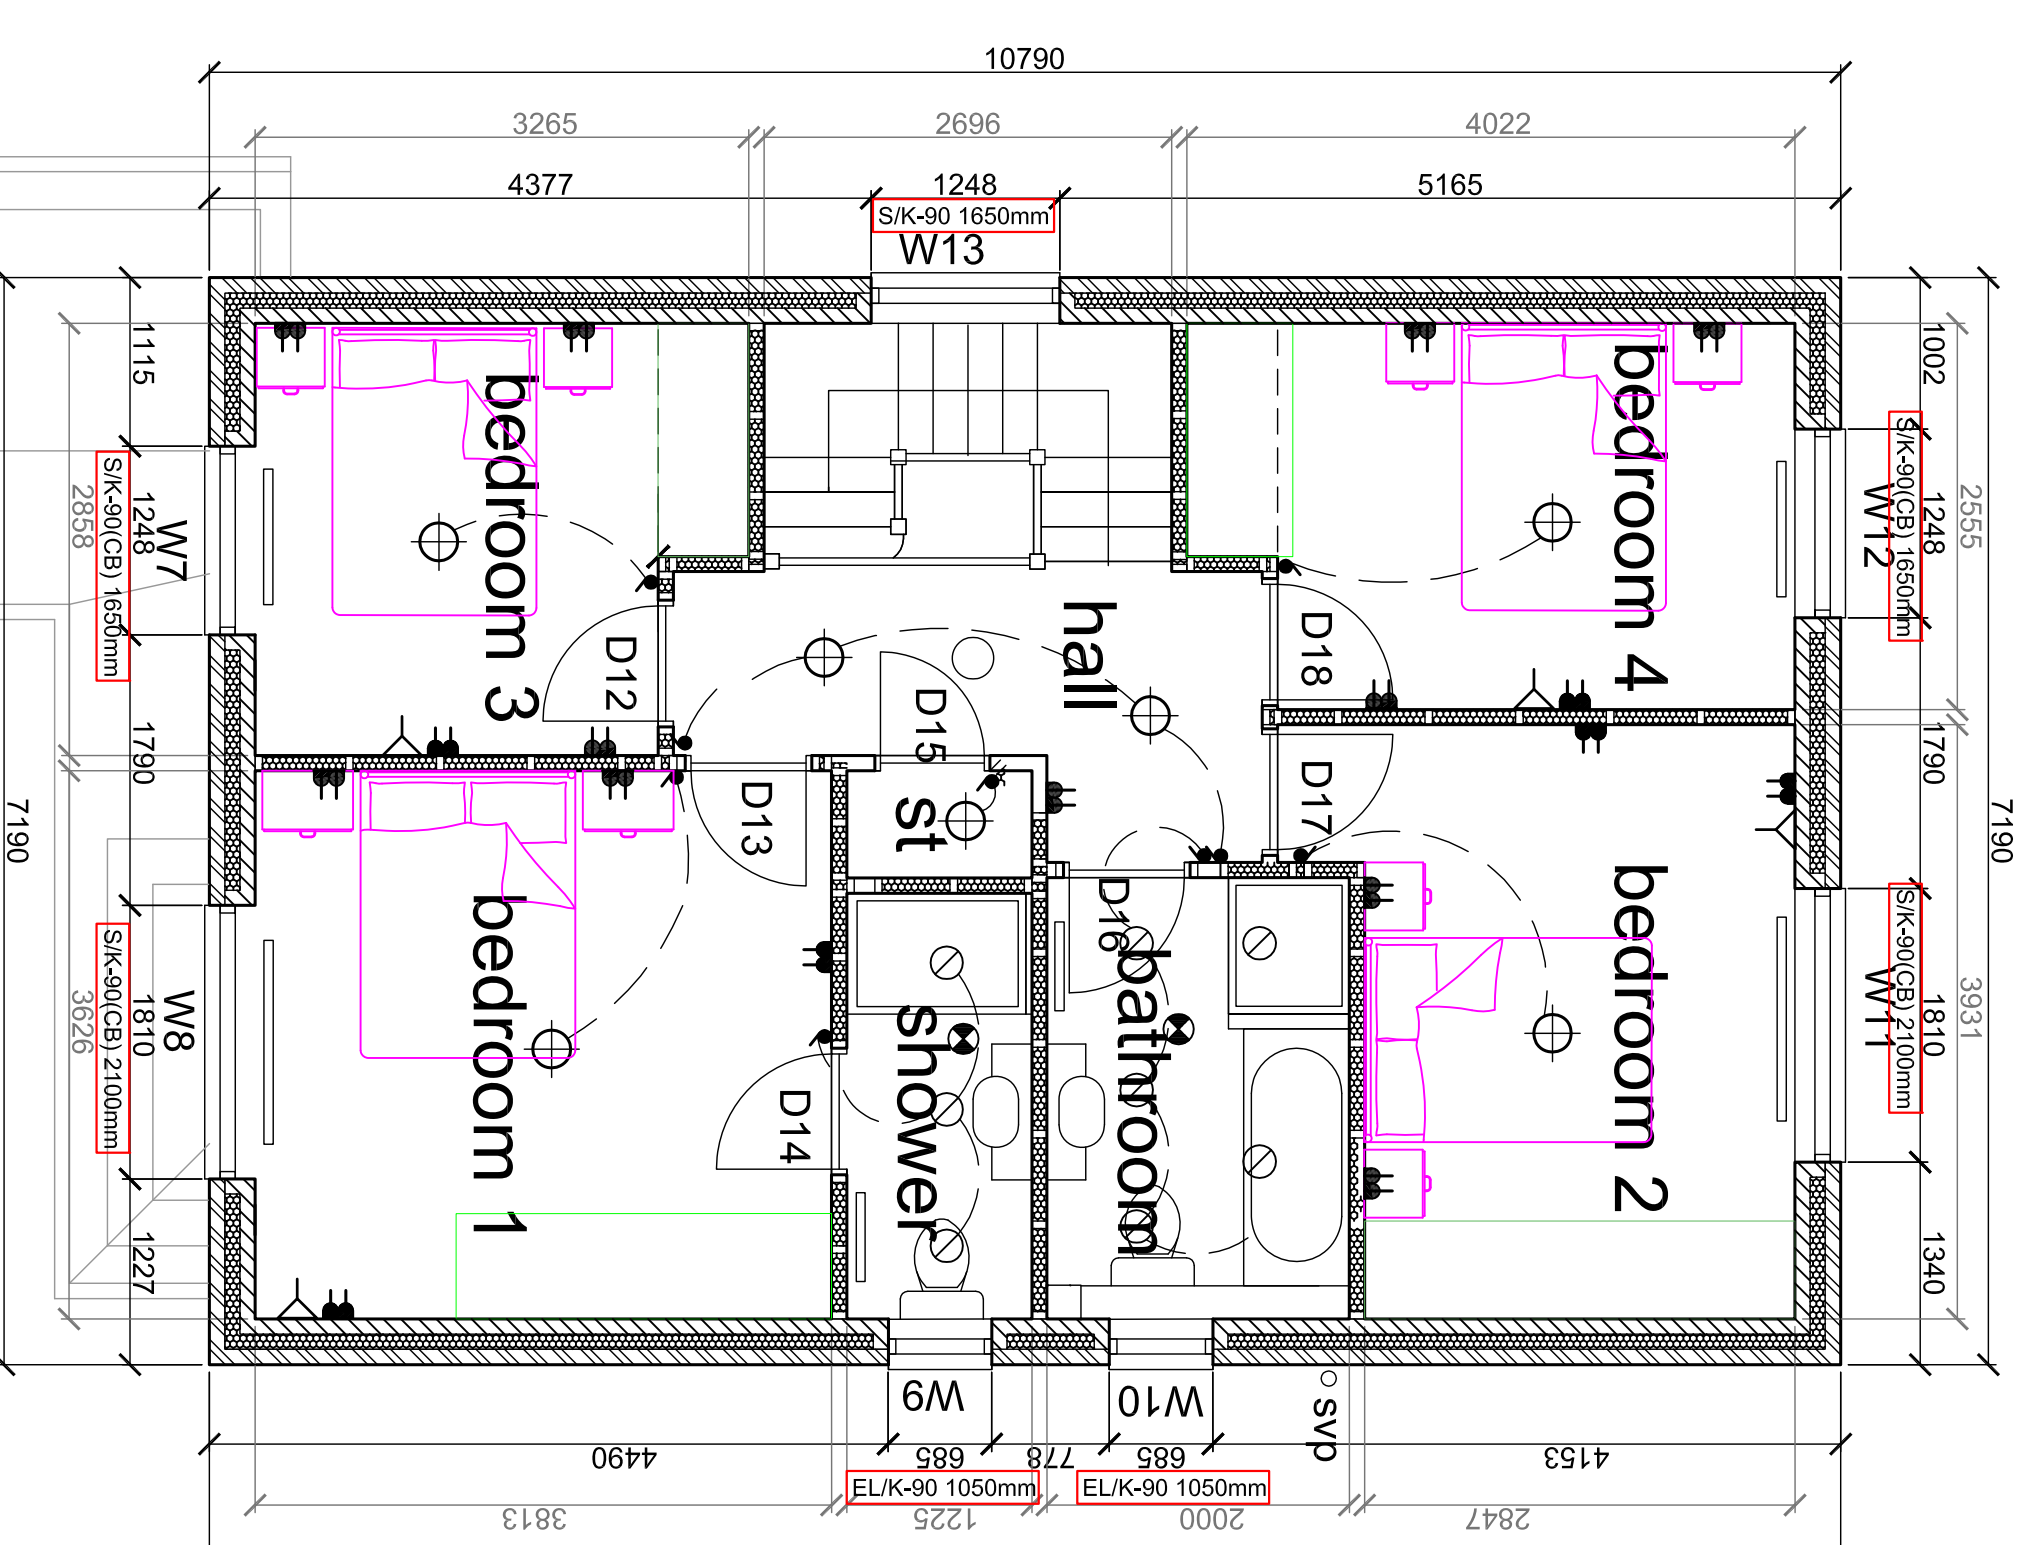 10790
3265
2696
4022
4377
1248
5165
S/K-90 1650mm
W13
1115
1248
1790
1810
1227
2858
3626
7190
S/K-90(CB) 1650mm
W7
S/K-90(CB) 2100mm
W8
bedroom 3
D12
bedroom 1
D13
D14
D15
st
shower
hall
D16
bathroom
D18
D17
bedroom 4
bedroom 2
W12
S/K-90(CB) 1650mm
W11
S/K-90(CB) 2100mm
1002
1248
1790
1810
1340
2555
3931
7190
W9
W10
svp
4490
685
778
685
4153
EL/K-90 1050mm
EL/K-90 1050mm
3813
1225
2000
2847